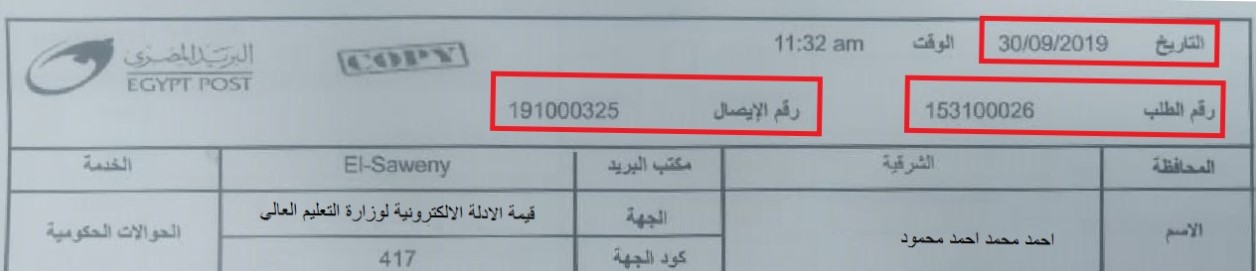 التاريخ 30/09/2019 الوقت 11:32 am
COPY
البريد المصرى
EGYPT POST
رقم الطلب 153100026 رقم الإيصال 191000325
المحافظة الشرقية مكتب البريد El-Saweny الخدمة
الاسم احمد محمد احمد محمود الجهة قيمة الادلة الالكترونية لوزارة التعليم العالي الحوالات الحكومية
كود الجهة 417